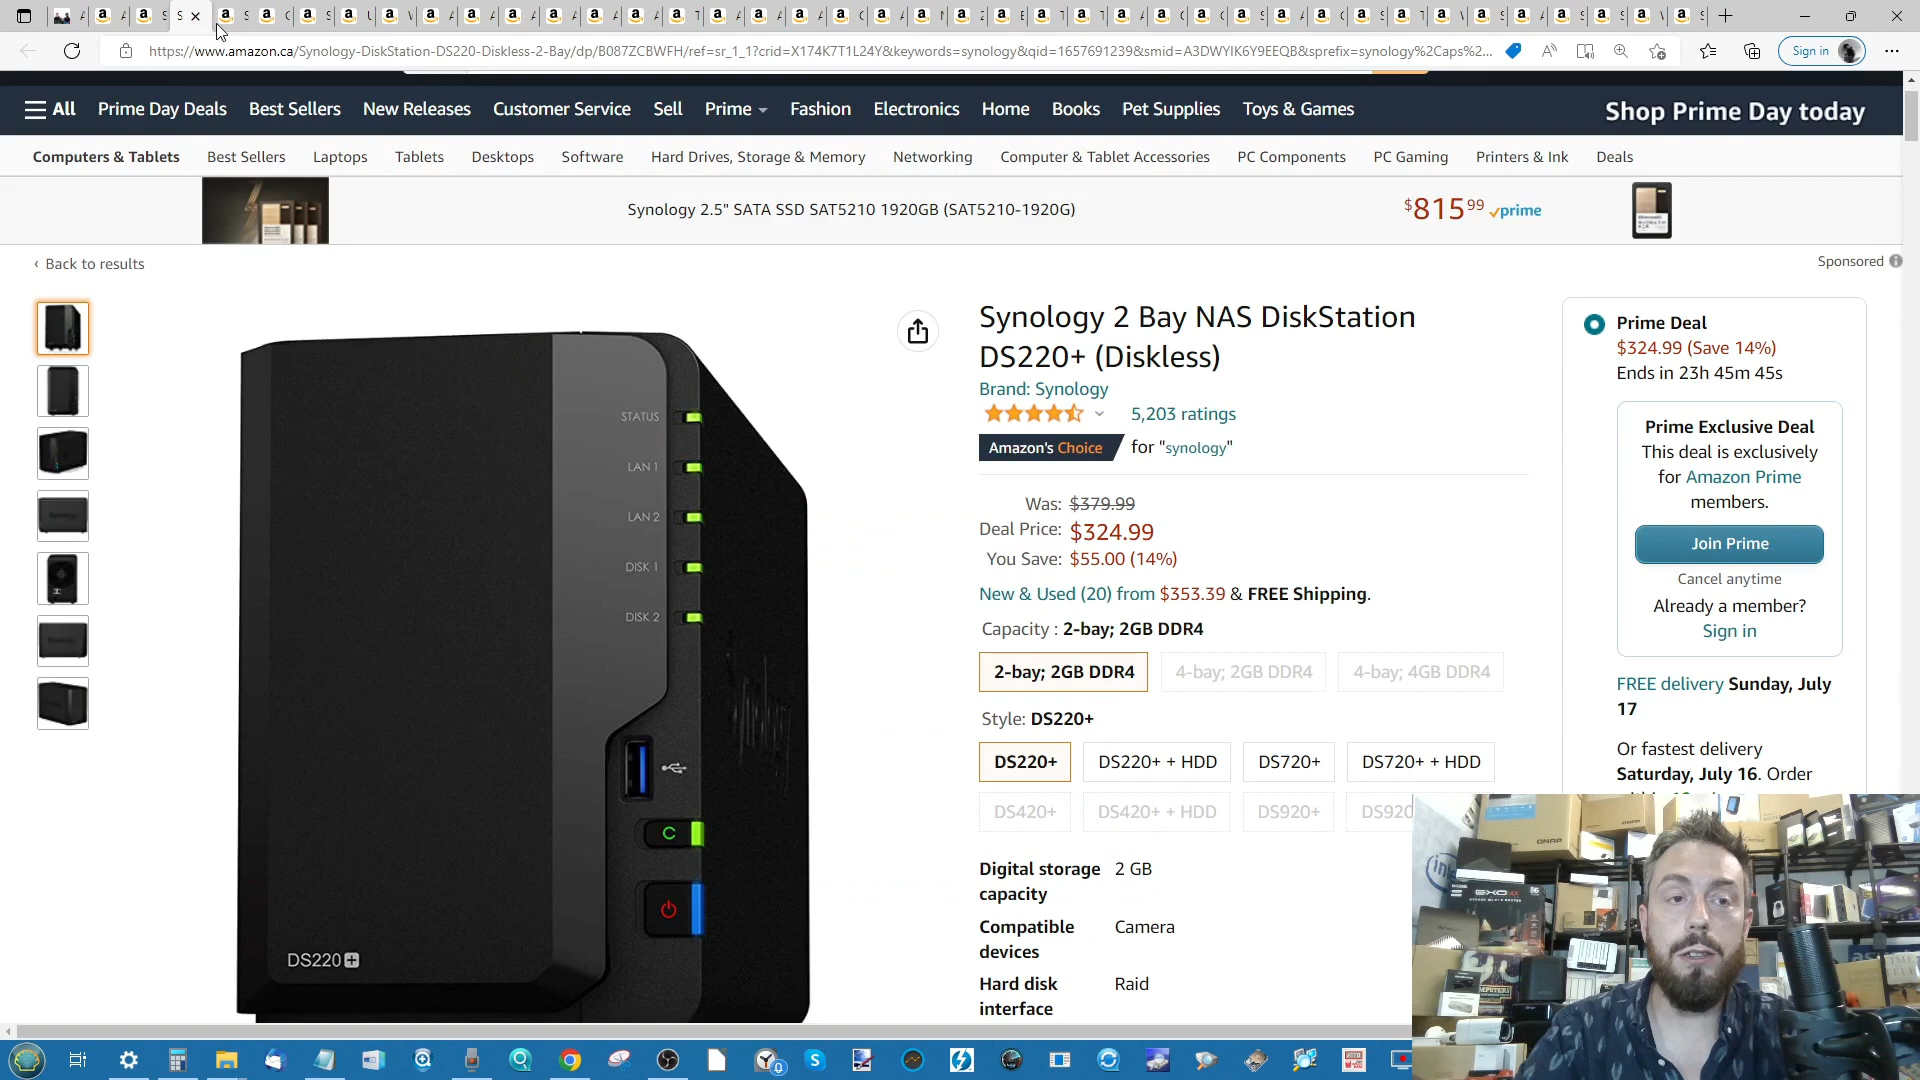 https://www.amazon.ca/Synology-DiskStation-DS220-Diskless-2-Bay/dp/B087ZCBWFH/ref=sr_1_1?crid=X174K7T1L24Y&keywords=synology&qid=1657691239&smid=A3DWYIK6Y9EEQB&sprefix=synology%2Caps%2...
Sign in
All Prime Day Deals Best Sellers New Releases Customer Service Sell Prime Fashion Electronics Home Books Pet Supplies Toys & Games Shop Prime Day today
Computers & Tablets Best Sellers Laptops Tablets Desktops Software Hard Drives, Storage & Memory Networking Computer & Tablet Accessories PC Components PC Gaming Printers & Ink Deals
Synology 2.5" SATA SSD SAT5210 1920GB (SAT5210-1920G) $815 99 prime
‹ Back to results
Sponsored
STATUS
LAN 1
LAN 2
DISK 1
DISK 2
C
DS220+
Synology 2 Bay NAS DiskStation
DS220+ (Diskless)
Brand: Synology
5,203 ratings
Amazon's Choice for "synology"
Was: $379.99
Deal Price: $324.99
You Save: $55.00 (14%)
New & Used (20) from $353.39 & FREE Shipping.
Capacity : 2-bay; 2GB DDR4
2-bay; 2GB DDR4 4-bay; 2GB DDR4 4-bay; 4GB DDR4
Style: DS220+
DS220+ DS220+ + HDD DS720+ DS720+ + HDD
DS420+ DS420+ + HDD DS920+ DS920
Digital storage capacity 2 GB
Compatible devices Camera
Hard disk interface Raid
Prime Deal
$324.99 (Save 14%)
Ends in 23h 45m 45s
Prime Exclusive Deal
This deal is exclusively
for Amazon Prime
members.
Join Prime
Cancel anytime
Already a member?
Sign in
FREE delivery Sunday, July
17
Or fastest delivery
Saturday, July 16. Order
QNAP
intel
EXO AX